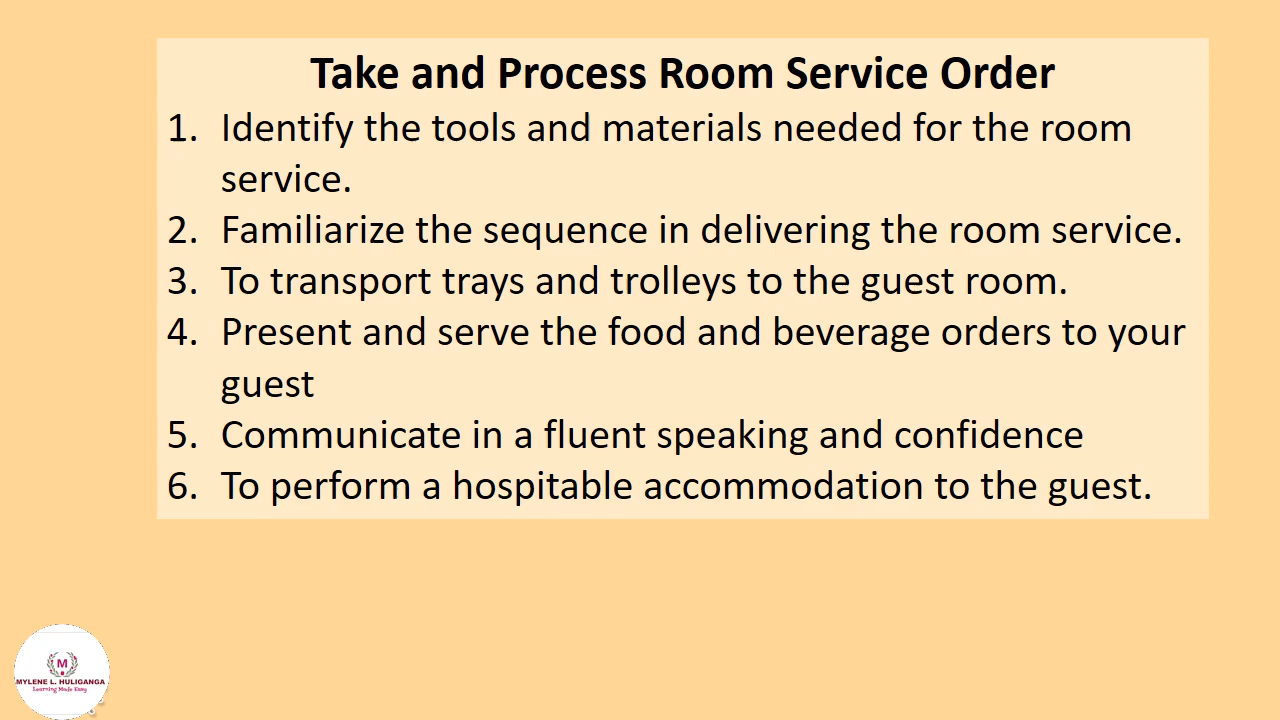 Take and Process Room Service Order
1. Identify the tools and materials needed for the room
service.
2. Familiarize the sequence in delivering the room service.
3. To transport trays and trolleys to the guest room.
4. Present and serve the food and beverage orders to your
guest
5. Communicate in a fluent speaking and confidence
6. To perform a hospitable accommodation to the guest.
M
MYLENE L. HULIGANGA
Learning Made Easy